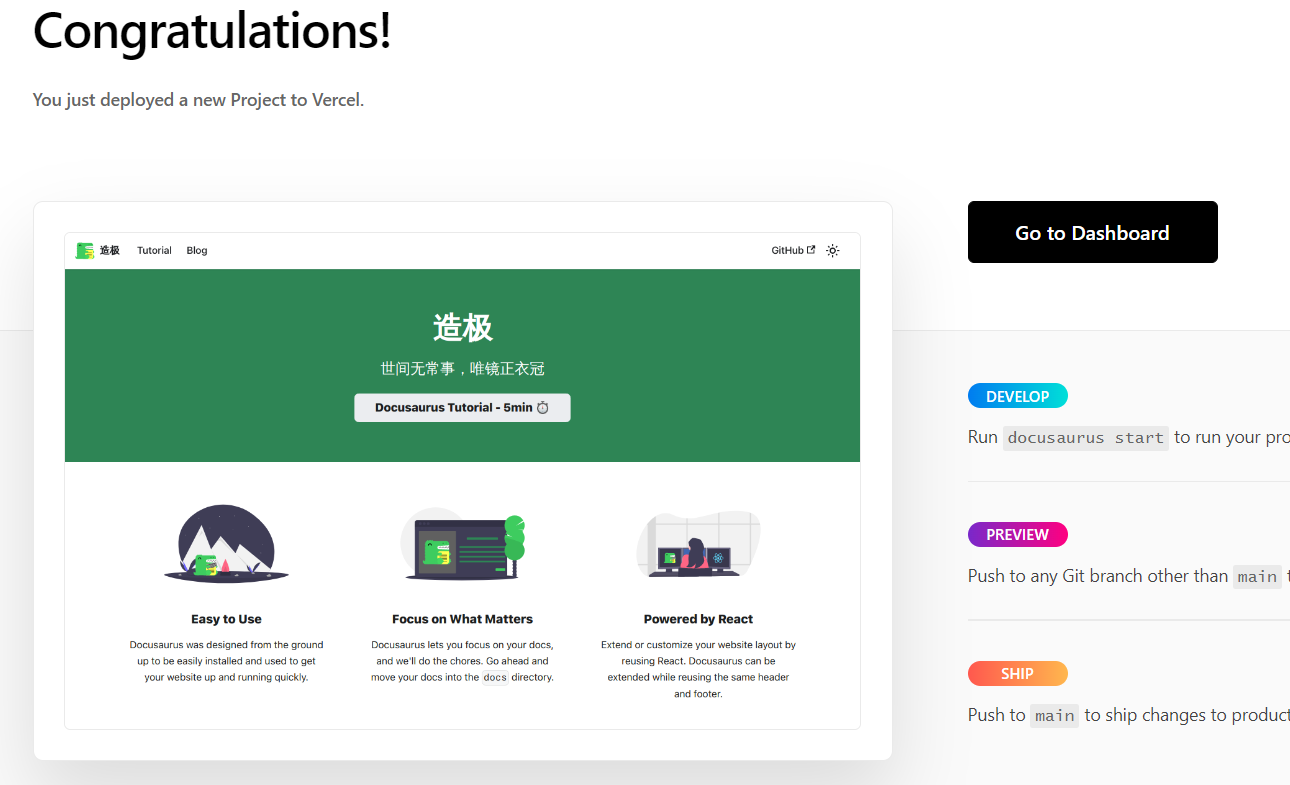 Congratulations!
You just deployed a new Project to Vercel.
造极 Tutorial Blog GitHub
造极
世间无常事，唯镜正衣冠
Docusaurus Tutorial - 5min ⏱️
Easy to Use
Docusaurus was designed from the ground
up to be easily installed and used to get
your website up and running quickly.
Focus on What Matters
Docusaurus lets you focus on your docs,
and we'll do the chores. Go ahead and
move your docs into the docs directory.
Powered by React
Extend or customize your website layout by
reusing React. Docusaurus can be
extended while reusing the same header
and footer.
Go to Dashboard
DEVELOP
Run docusaurus start to run your
PREVIEW
Push to any Git branch other than main
SHIP
Push to main to ship changes to